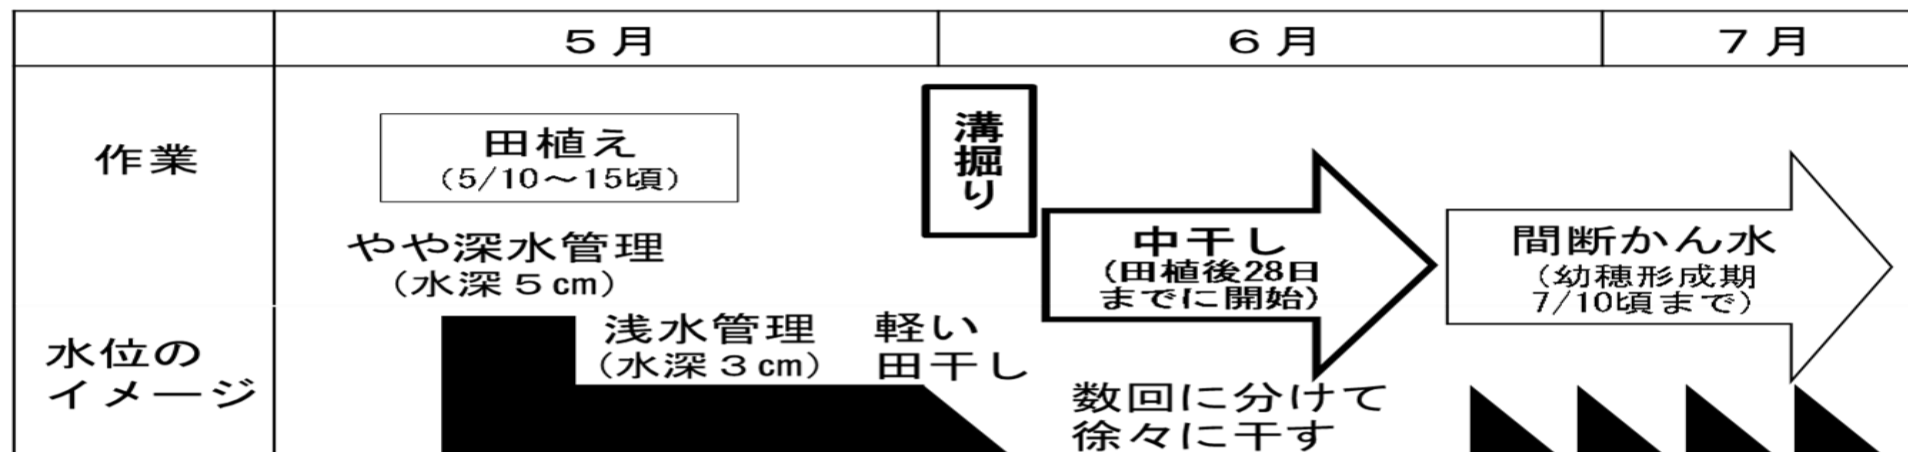 ５月
６月
７月
作業
田植え
（5/10～15頃）
溝掘り
中干し
（田植後28日
までに開始）
間断かん水
（幼穂形成期
7/10頃まで）
やや深水管理
（水深５cm）
水位の
イメージ
浅水管理
（水深３cm）
軽い
田干し
数回に分けて
徐々に干す